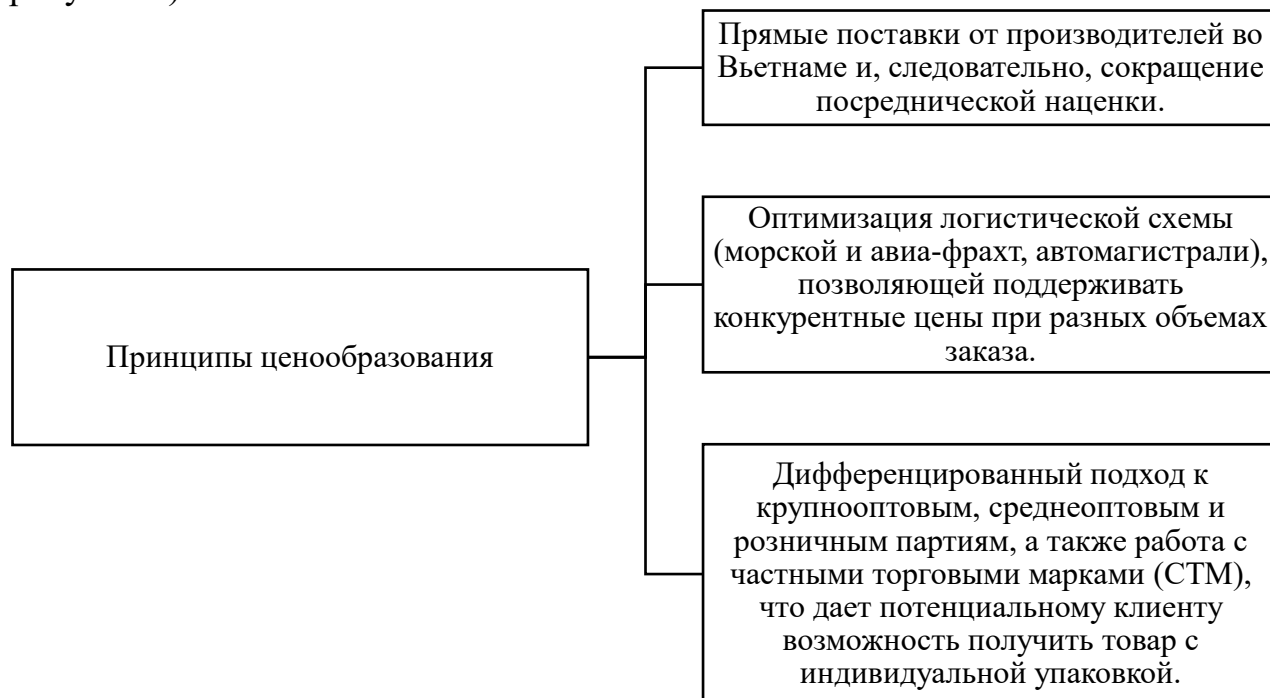 Прямые поставки от производителей во
Вьетнаме и, следовательно, сокращение
посреднической наценки.
Оптимизация логистической схемы
(морской и авиа-фрахт, автомагистрали),
позволяющей поддерживать
конкурентные цены при разных объемах
заказа.
Принципы ценообразования
Дифференцированный подход к
крупнооптовым, среднеоптовым и
розничным партиям, а также работа с
частными торговыми марками (СТМ),
что дает потенциальному клиенту
возможность получить товар с
индивидуальной упаковкой.